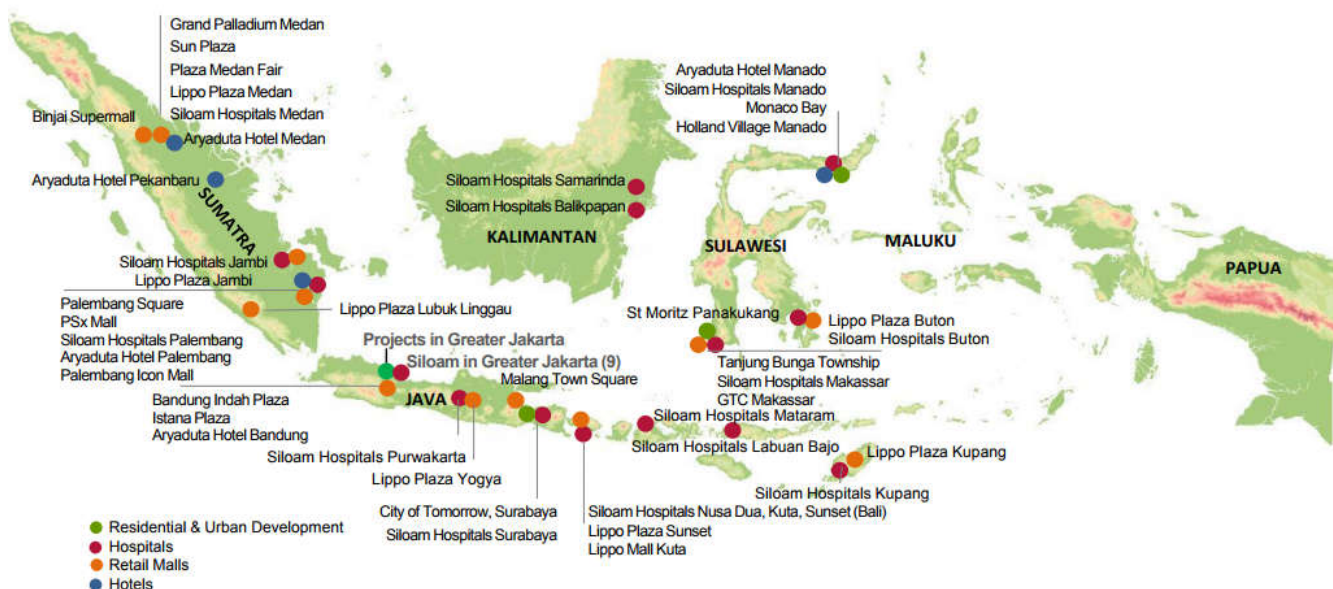 Grand Palladium Medan
Sun Plaza
Plaza Medan Fair
Lippo Plaza Medan
Siloam Hospitals Medan
Binjai Supermall
Aryaduta Hotel Medan
Aryaduta Hotel Pekanbaru
SUMATRA
Siloam Hospitals Jambi
Lippo Plaza Jambi
Palembang Square
PSx Mall
Siloam Hospitals Palembang
Aryaduta Hotel Palembang
Palembang Icon Mall
Lippo Plaza Lubuk Linggau
Projects in Greater Jakarta
Siloam in Greater Jakarta (9)
Malang Town Square
JAVA
Bandung Indah Plaza
Istana Plaza
Aryaduta Hotel Bandung
Siloam Hospitals Purwakarta
Lippo Plaza Yogya
City of Tomorrow, Surabaya
Siloam Hospitals Surabaya
Siloam Hospitals Samarinda
Siloam Hospitals Balikpapan
KALIMANTAN
Aryaduta Hotel Manado
Siloam Hospitals Manado
Monaco Bay
Holland Village Manado
SULAWESI
MALUKU
PAPUA
St Moritz Panakukang
Lippo Plaza Buton
Siloam Hospitals Buton
Tanjung Bunga Township
Siloam Hospitals Makassar
GTC Makassar
Siloam Hospitals Mataram
Siloam Hospitals Labuan Bajo
Lippo Plaza Kupang
Siloam Hospitals Kupang
Siloam Hospitals Nusa Dua, Kuta, Sunset (Bali)
Lippo Plaza Sunset
Lippo Mall Kuta
Residential & Urban Development
Hospitals
Retail Malls
Hotels